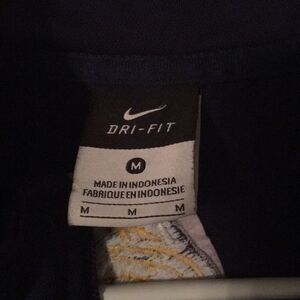 DRI-FIT
M
MADE IN INDONESIA
FABRIQUE EN INDONESIE
M M M